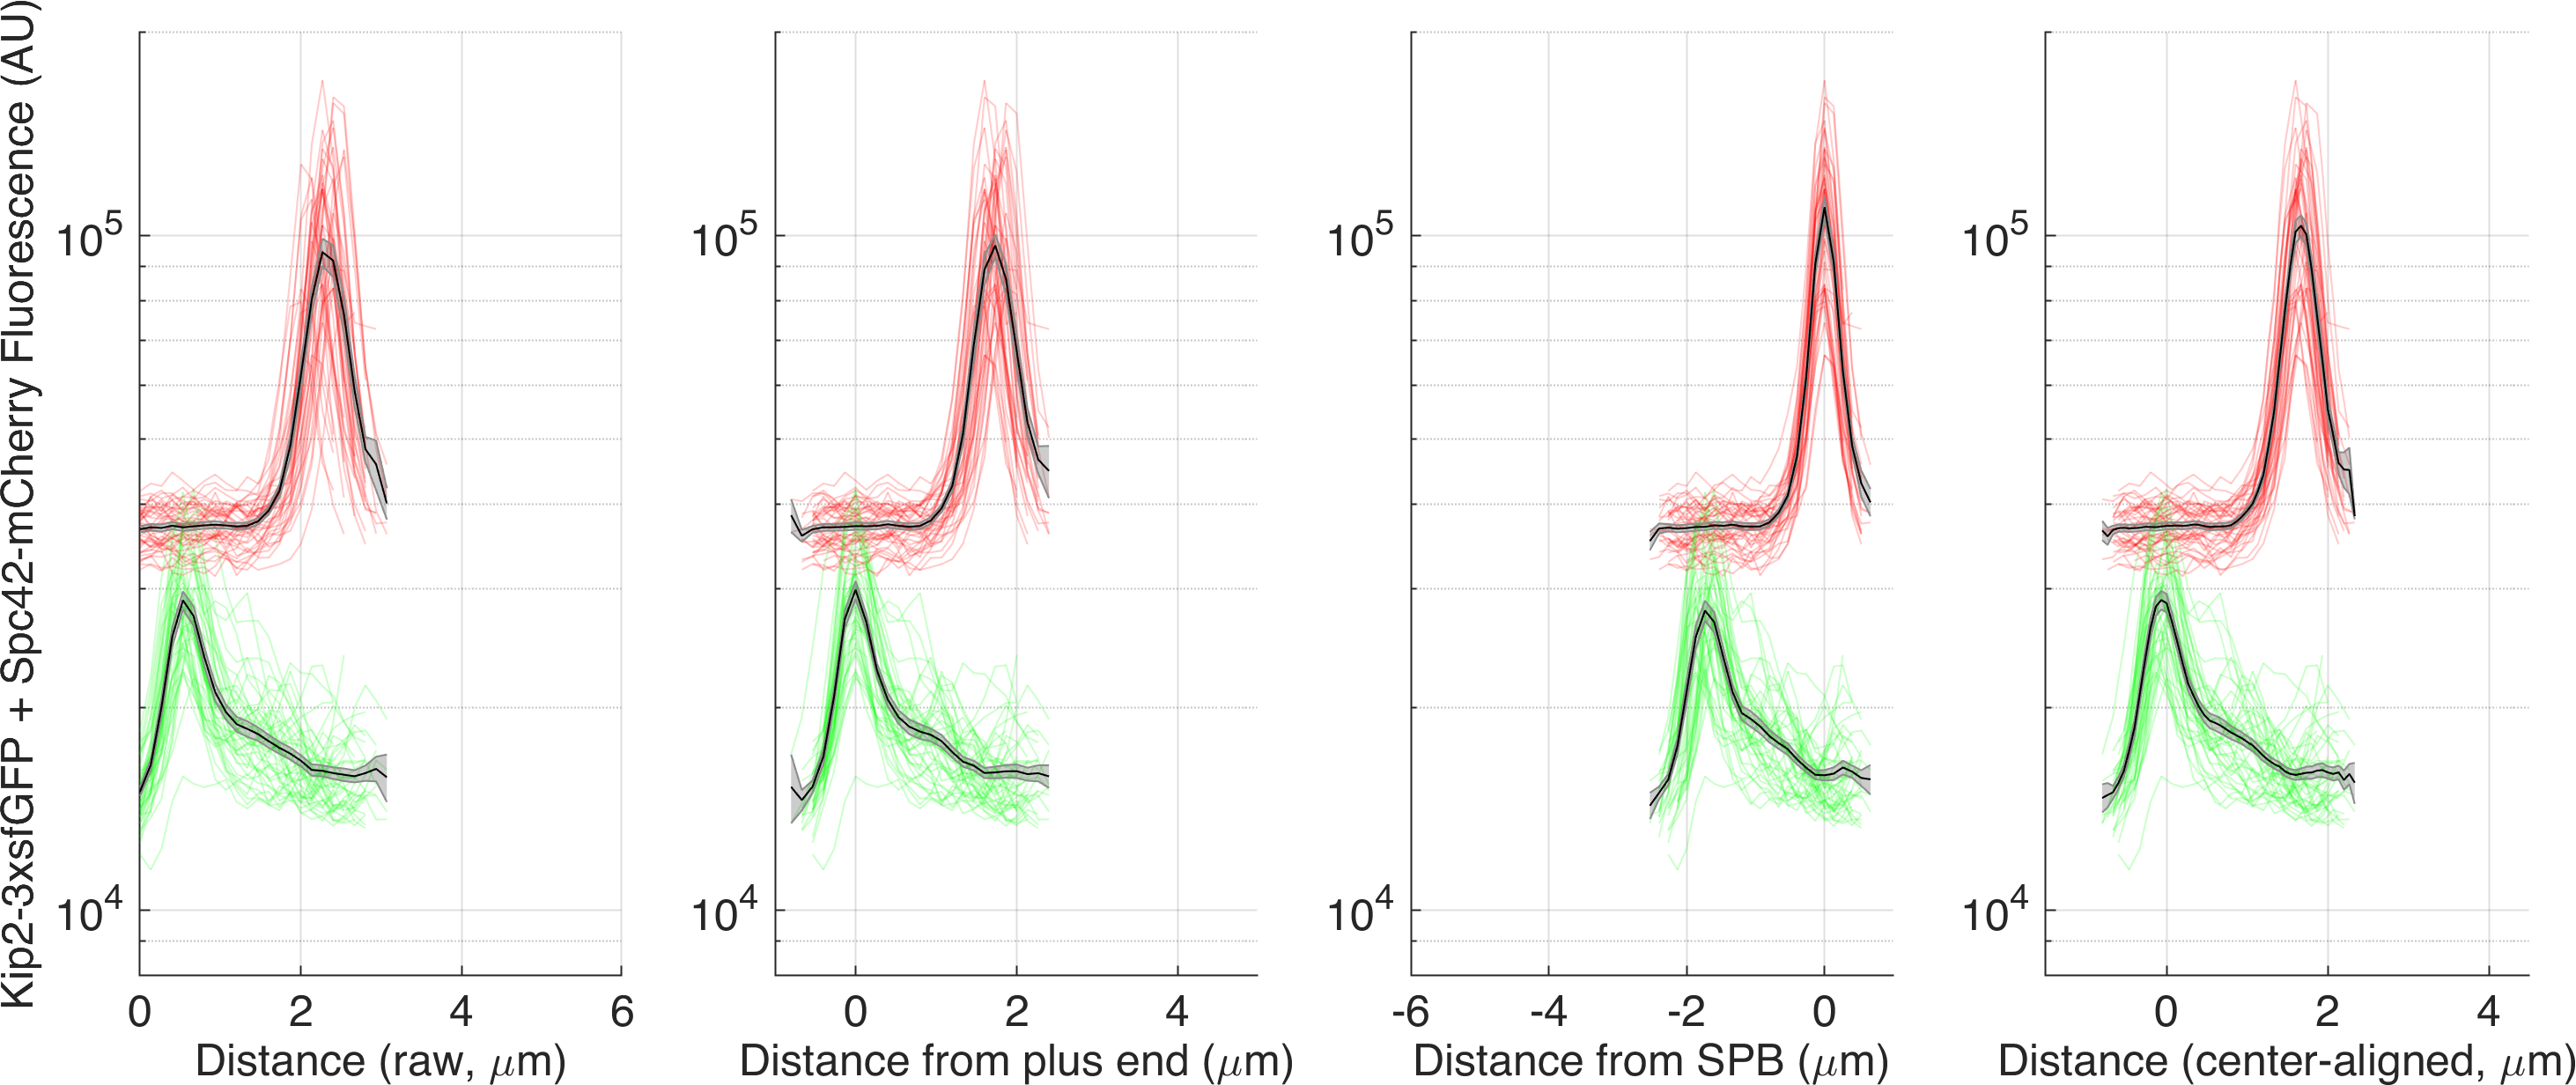 Kip2-3xsfGFP + Spc42-mCherry Fluorescence (AU)
10^5
10^4
0 2 4 6
Distance (raw, μm)
10^5
10^4
0 2 4
Distance from plus end (μm)
10^5
10^4
-6 -4 -2 0
Distance from SPB (μm)
10^5
10^4
0 2 4
Distance (center-aligned, μm)